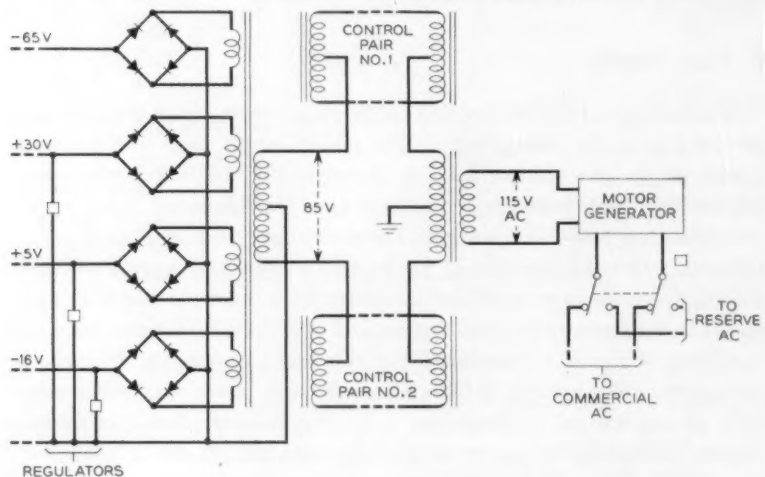 -65V
+30V
+5V
-16V
REGULATORS
CONTROL
PAIR
NO.1
85 V
CONTROL
PAIR NO.2
115 V
AC
MOTOR
GENERATOR
TO
RESERVE
AC
TO
COMMERCIAL
AC